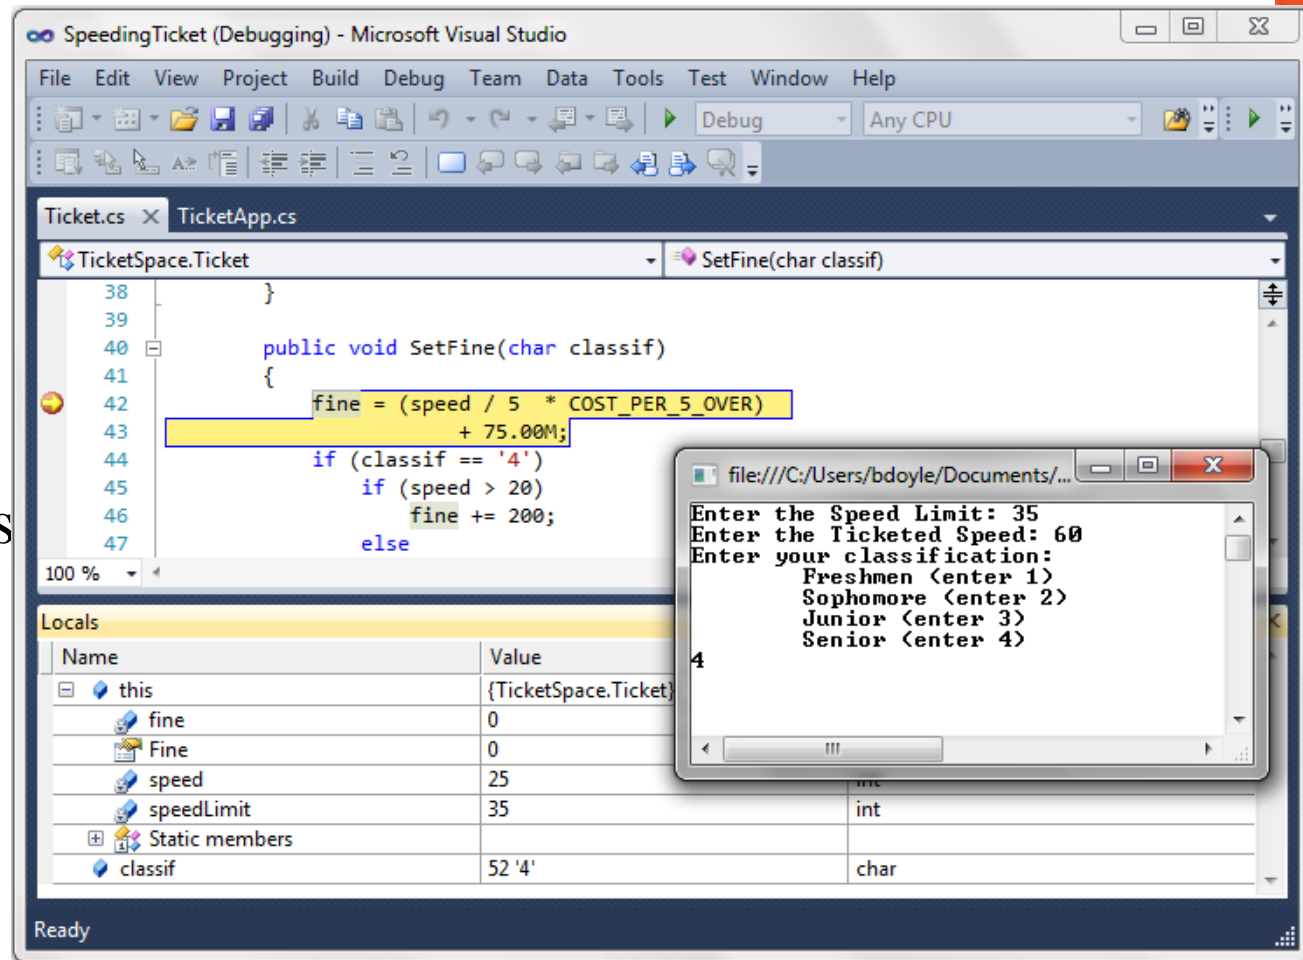 SpeedingTicket (Debugging) - Microsoft Visual Studio
File Edit View Project Build Debug Team Data Tools Test Window Help
Debug Any CPU
Ticket.cs TicketApp.cs
TicketSpace.Ticket SetFine(char classif)
38 }
39
40 public void SetFine(char classif)
41 {
42 fine = (speed / 5 * COST_PER_5_OVER)
43 + 75.00M;
44 if (classif == '4')
45 if (speed > 20)
46 fine += 200;
47 else
100 %
s
file:///C:/Users/bdoyle/Documents/...
Enter the Speed Limit: 35
Enter the Ticketed Speed: 60
Enter your classification:
Freshmen (enter 1)
Sophomore (enter 2)
Junior (enter 3)
Senior (enter 4)
4
Locals
Name Value
this {TicketSpace.Ticket}
fine 0
Fine 0
speed 25 int
speedLimit 35 int
Static members
classif 52 '4' char
Ready